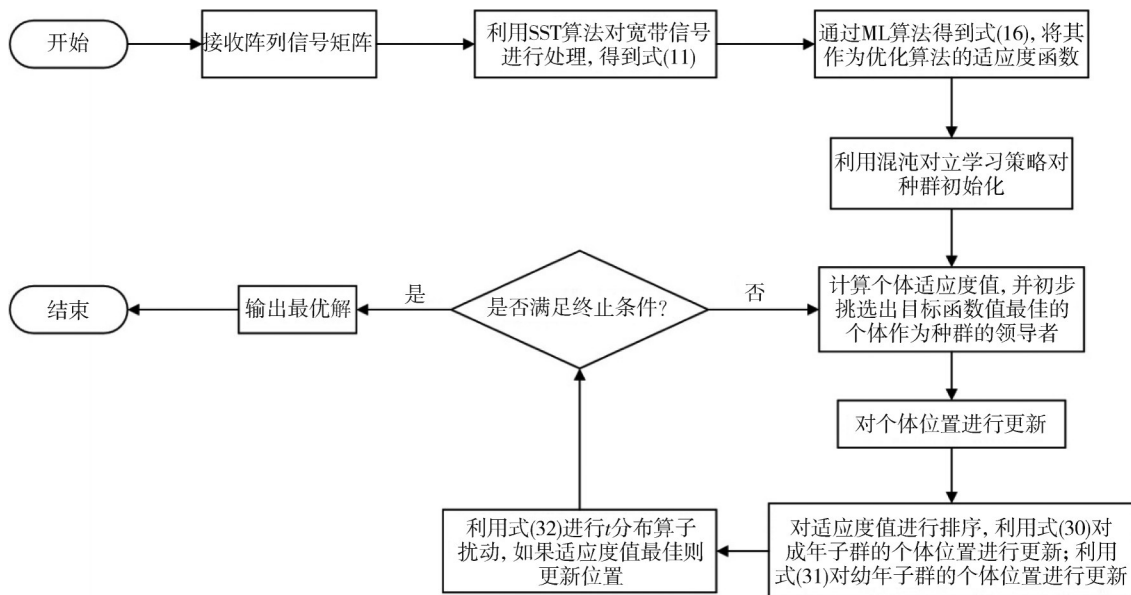 开始
接收阵列信号矩阵
利用SST算法对宽带信号
进行处理, 得到式(11)
通过ML算法得到式(16), 将其
作为优化算法的适应度函数
利用混沌对立学习策略对
种群初始化
计算个体适应度值, 并初步
挑选出目标函数值最佳的
个体作为种群的领导者
对个体位置进行更新
对适应度值进行排序, 利用式(30)对
成年子群的个体位置进行更新; 利用
式(31)对幼年子群的个体位置进行更新
利用式(32)进行t分布算子
扰动, 如果适应度值最佳则
更新位置
是否满足终止条件?
否
是
输出最优解
结束